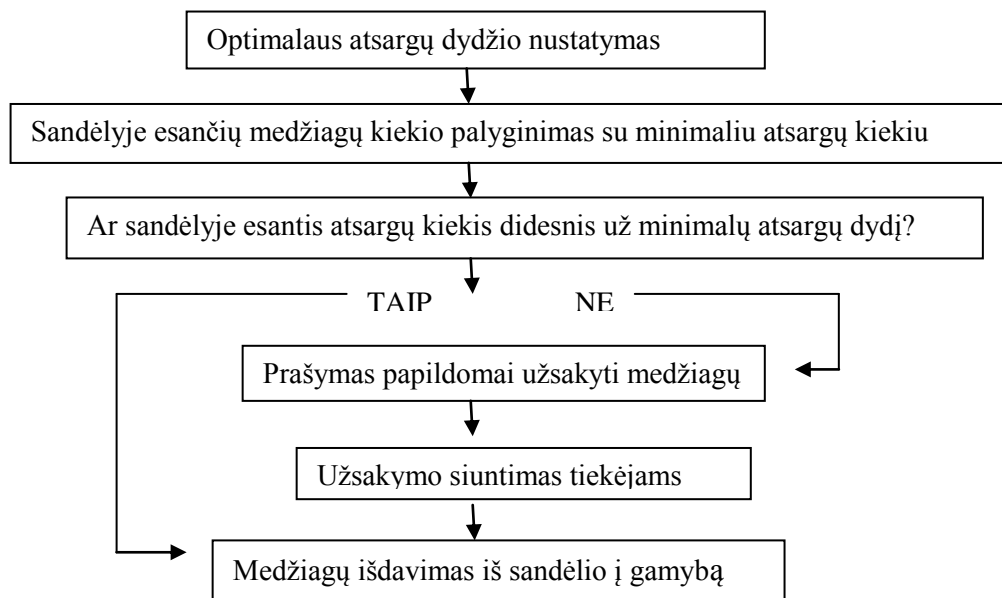 Optimalaus atsargų dydžio nustatymas
Sandėlyje esančių medžiagų kiekio palyginimas su minimaliu atsargų kiekiu
Ar sandėlyje esantis atsargų kiekis didesnis už minimalų atsargų dydį?
TAIP NE
Prašymas papildomai užsakyti medžiagų
Užsakymo siuntimas tiekėjams
Medžiagų išdavimas iš sandėlio į gamybą